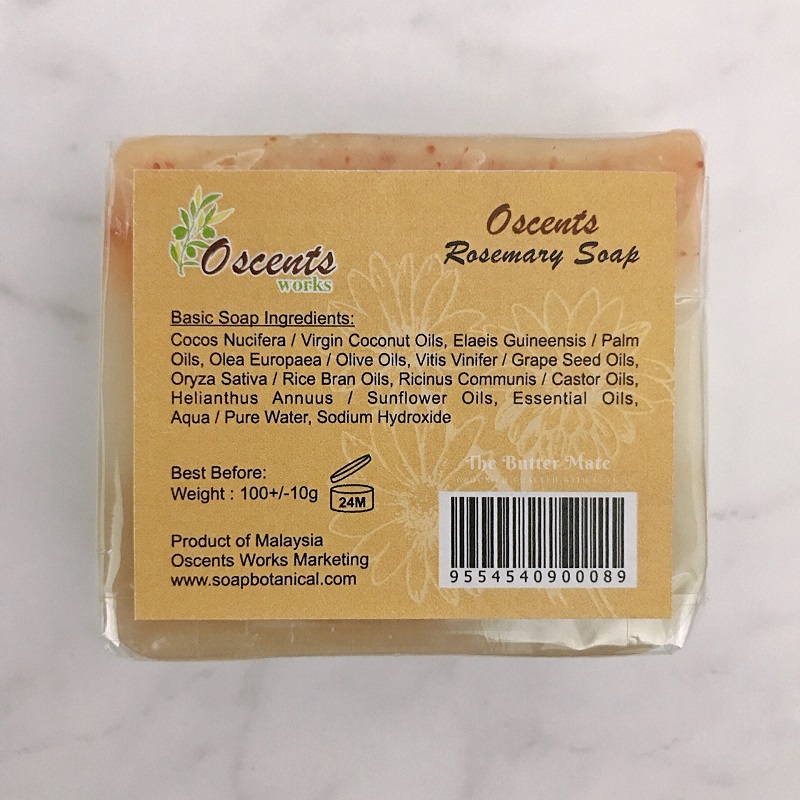 Oscents
works
Oscents
Rosemary Soap
Basic Soap Ingredients:
Cocos Nucifera / Virgin Coconut Oils, Elaeis Guineensis / Palm
Oils, Olea Europaea / Olive Oils, Vitis Vinifer / Grape Seed Oils,
Oryza Sativa / Rice Bran Oils, Ricinus Communis / Castor Oils,
Helianthus Annuus / Sunflower Oils, Essential Oils,
Aqua / Pure Water, Sodium Hydroxide
The Butter Mate
Best Before:
Weight : 100+/-10g
24M
Product of Malaysia
Oscents Works Marketing
www.soapbotanical.com
9554540900089